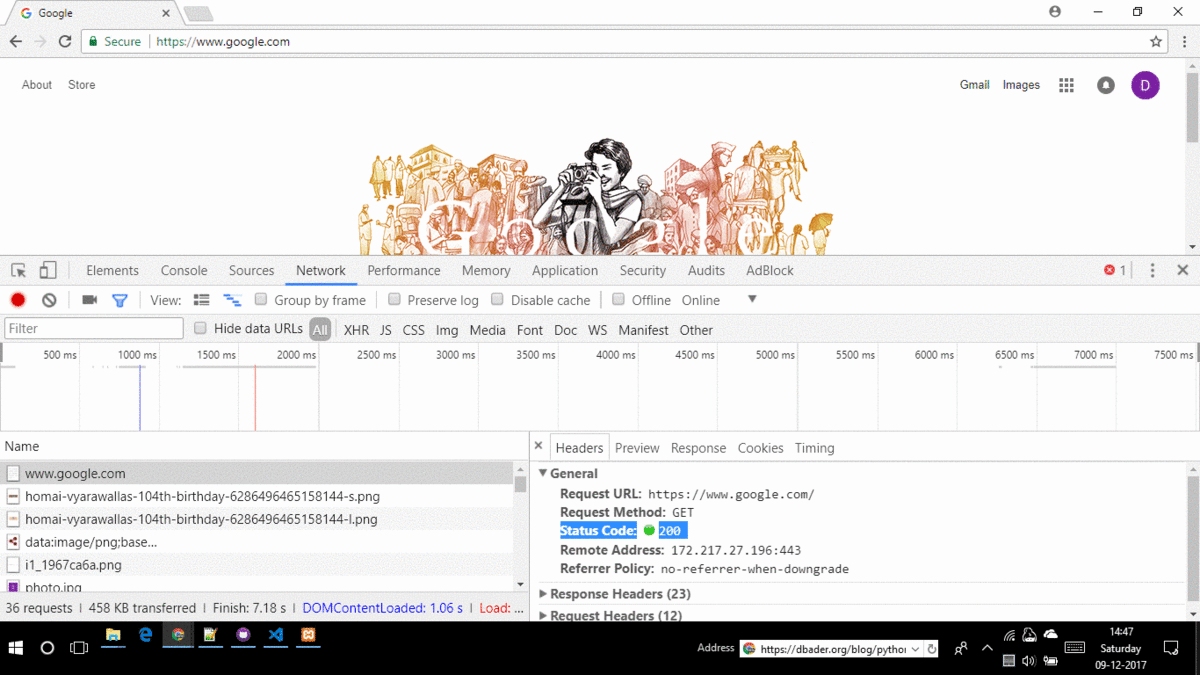 Google
Secure https://www.google.com
About Store Gmail Images D
Google
Elements Console Sources Network Performance Memory Application Security Audits AdBlock 1
View: Group by frame Preserve log Disable cache Offline Online
Filter Hide data URLs All XHR JS CSS Img Media Font Doc WS Manifest Other
500 ms 1000 ms 1500 ms 2000 ms 2500 ms 3000 ms 3500 ms 4000 ms 4500 ms 5000 ms 5500 ms 6000 ms 6500 ms 7000 ms 7500 ms
Name
www.google.com
homai-vyarawallas-104th-birthday-6286496465158144-s.png
homai-vyarawallas-104th-birthday-6286496465158144-l.png
data:image/png;base...
i1_1967ca6a.png
photo.jpg
36 requests | 458 KB transferred | Finish: 7.18 s | DOMContentLoaded: 1.06 s | Load: ...
Headers Preview Response Cookies Timing
General
Request URL: https://www.google.com/
Request Method: GET
Status Code: 200
Remote Address: 172.217.27.196:443
Referrer Policy: no-referrer-when-downgrade
Response Headers (23)
Request Headers (12)
Address https://dbader.org/blog/python
14:47
Saturday
09-12-2017